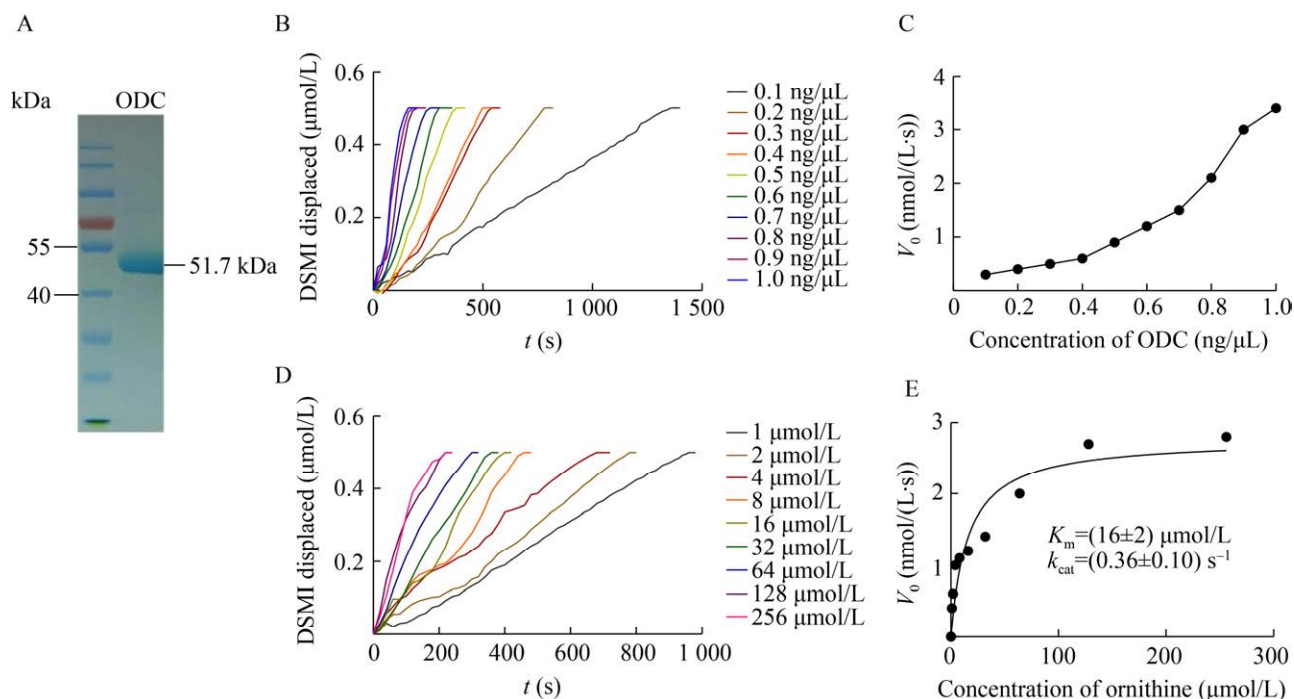 A
kDa
ODC
55
51.7 kDa
40
B
DSMI displaced (μmol/L)
0.6
0.4
0.2
0
500
1 000
1 500
t (s)
0.1 ng/μL
0.2 ng/μL
0.3 ng/μL
0.4 ng/μL
0.5 ng/μL
0.6 ng/μL
0.7 ng/μL
0.8 ng/μL
0.9 ng/μL
1.0 ng/μL
C
V0 (nmol/(L·s))
4
3
2
1
0
0.2
0.4
0.6
0.8
1.0
Concentration of ODC (ng/μL)
D
DSMI displaced (μmol/L)
0.6
0.4
0.2
0
200
400
600
800
1 000
t (s)
1 μmol/L
2 μmol/L
4 μmol/L
8 μmol/L
16 μmol/L
32 μmol/L
64 μmol/L
128 μmol/L
256 μmol/L
E
V0 (nmol/(L·s))
3
2
1
0
0
100
200
300
Km=(16±2) μmol/L
kcat=(0.36±0.10) s⁻¹
Concentration of ornithine (μmol/L)